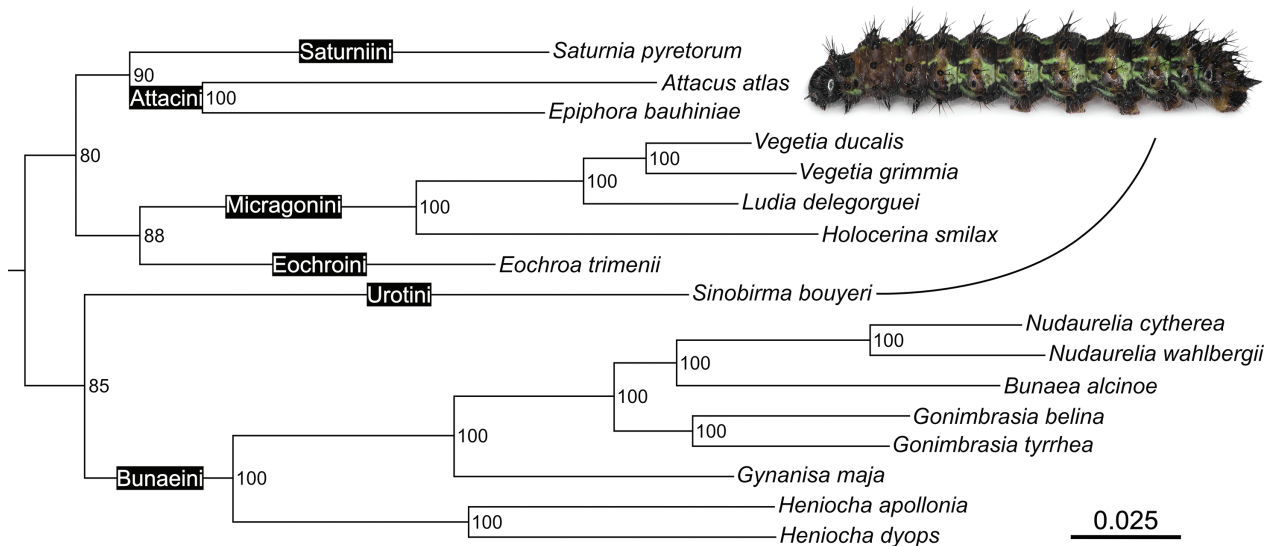 Saturniini
Saturnia pyretorum
90
Attacus atlas
Attacini
100
Epiphora bauhiniae
Vegetia ducalis
80
100
Vegetia grimmia
100
Micragonini
100
Ludia delegorguei
88
Holocerina smilax
Eochroini
Eochroa trimenii
Urotini
Sinobirma bouyeri
Nudaurelia cytherea
100
Nudaurelia wahlbergii
100
85
Bunaea alcinoe
100
Gonimbrasia belina
100
100
Gonimbrasia tyrrhea
Bunaeini
100
Gynanisa maja
Heniocha apollonia
100
0.025
Heniocha dyops